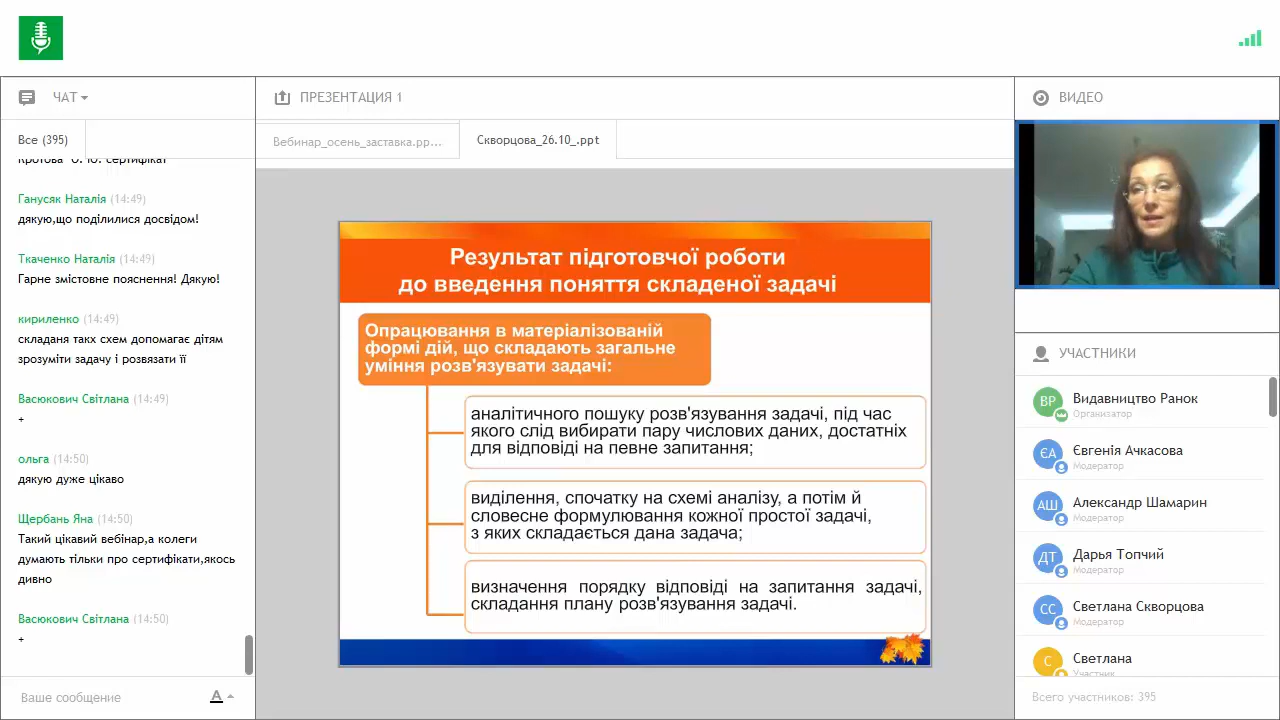 ЧАТ
Все (395)
Кротова О. Ю. сертифікат
Ганусяк Наталія (14:49)
дякую,що поділилися досвідом!
Ткаченко Наталія (14:49)
Гарне змістовне пояснення! Дякую!
кириленко (14:49)
складаня такх схем допомагає дітям
зрозуміти задачу і розвязати її
Васюкович Світлана (14:49)
+
ольга (14:50)
дякую дуже цікаво
Щербань Яна (14:50)
Такий цікавий вебінар,а колеги
думають тільки про сертифікати,якось
дивно
Васюкович Світлана (14:50)
+
Ваше сообщение
А
ПРЕЗЕНТАЦИЯ 1
Вебинар_осень_заставка.pp...
Скворцова_26.10_.ppt
Результат підготовчої роботи
до введення поняття складеної задачі
Опрацювання в матеріалізованій
формі дій, що складають загальне
уміння розв'язувати задачі:
аналітичного пошуку розв'язування задачі, під час
якого слід вибирати пару числових даних, достатніх
для відповіді на певне запитання;
виділення, спочатку на схемі аналізу, а потім й
словесне формулювання кожної простої задачі,
з яких складається дана задача;
визначення порядку відповіді на запитання задачі,
складання плану розв'язування задачі.
ВИДЕО
УЧАСТНИКИ
ВР
Видавництво Ранок
Организатор
ЄА
Євгенія Ачкасова
Модератор
АШ
Александр Шамарин
Модератор
ДТ
Дарья Топчий
Модератор
СС
Светлана Скворцова
Модератор
С
Светлана
Участник
Всего участников: 395